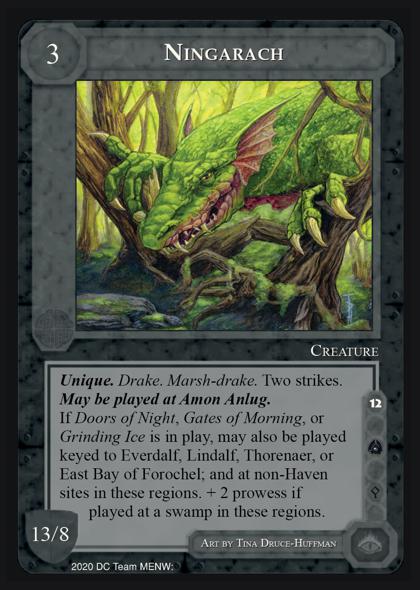 3
NINGARACH
CREATURE
Unique. Drake. Marsh-drake. Two strikes.
May be played at Amon Anlug.
If Doors of Night, Gates of Morning, or
Grinding Ice is in play, may also be played
keyed to Everdalf, Lindalf, Thorenaer, or
East Bay of Forochel; and at non-Haven
sites in these regions. + 2 prowess if
played at a swamp in these regions.
12
13/8
ART BY TINA DRUCE-HUFFMAN
2020 DC Team MENW: